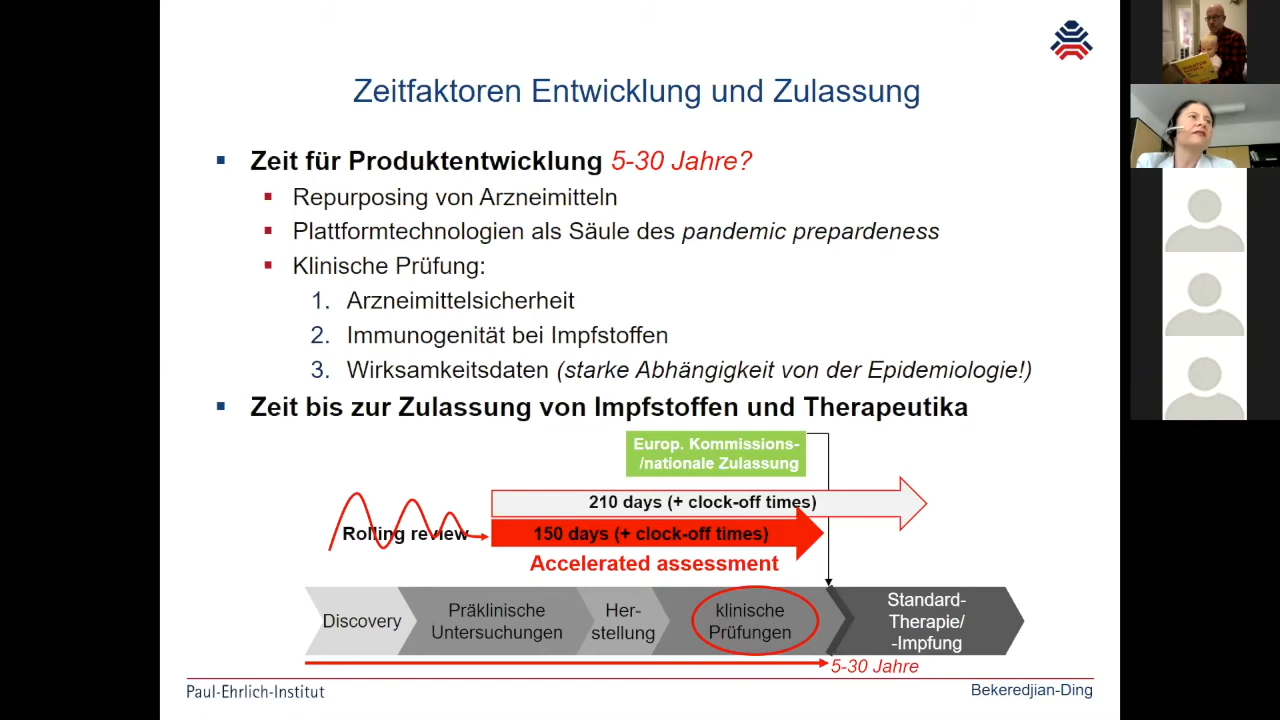 Zeitfaktoren Entwicklung und Zulassung
Zeit für Produktentwicklung 5-30 Jahre?
Repurposing von Arzneimitteln
Plattformtechnologien als Säule des pandemic prepardeness
Klinische Prüfung:
1. Arzneimittelsicherheit
2. Immunogenität bei Impfstoffen
3. Wirksamkeitsdaten (starke Abhängigkeit von der Epidemiologie!)
Zeit bis zur Zulassung von Impfstoffen und Therapeutika
Europ. Kommissions-
/nationale Zulassung
210 days (+ clock-off times)
Rolling review
150 days (+ clock-off times)
Accelerated assessment
Discovery
Präklinische
Untersuchungen
Her-
stellung
klinische
Prüfungen
Standard-
Therapie/
-Impfung
5-30 Jahre
Paul-Ehrlich-Institut
Bekeredjian-Ding